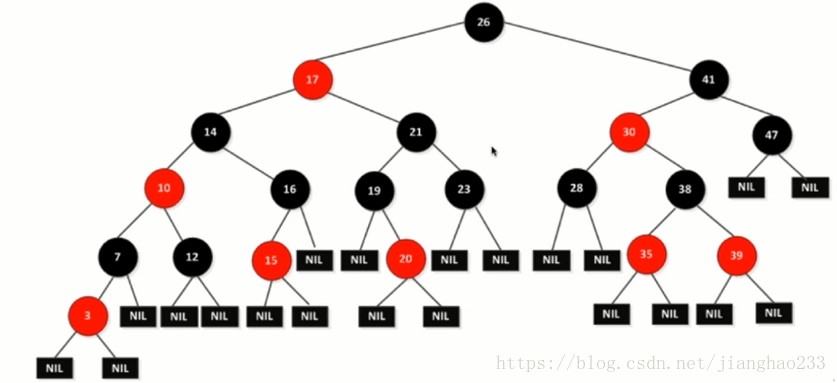 26
17 41
14 21 30 47
10 16 19 23 28 38 NIL NIL
7 12 15 NIL NIL 20 NIL NIL NIL NIL 35 39
3 NIL NIL NIL NIL NIL NIL NIL NIL NIL NIL NIL
NIL NIL
https://blog.csdn.net/jianghao233